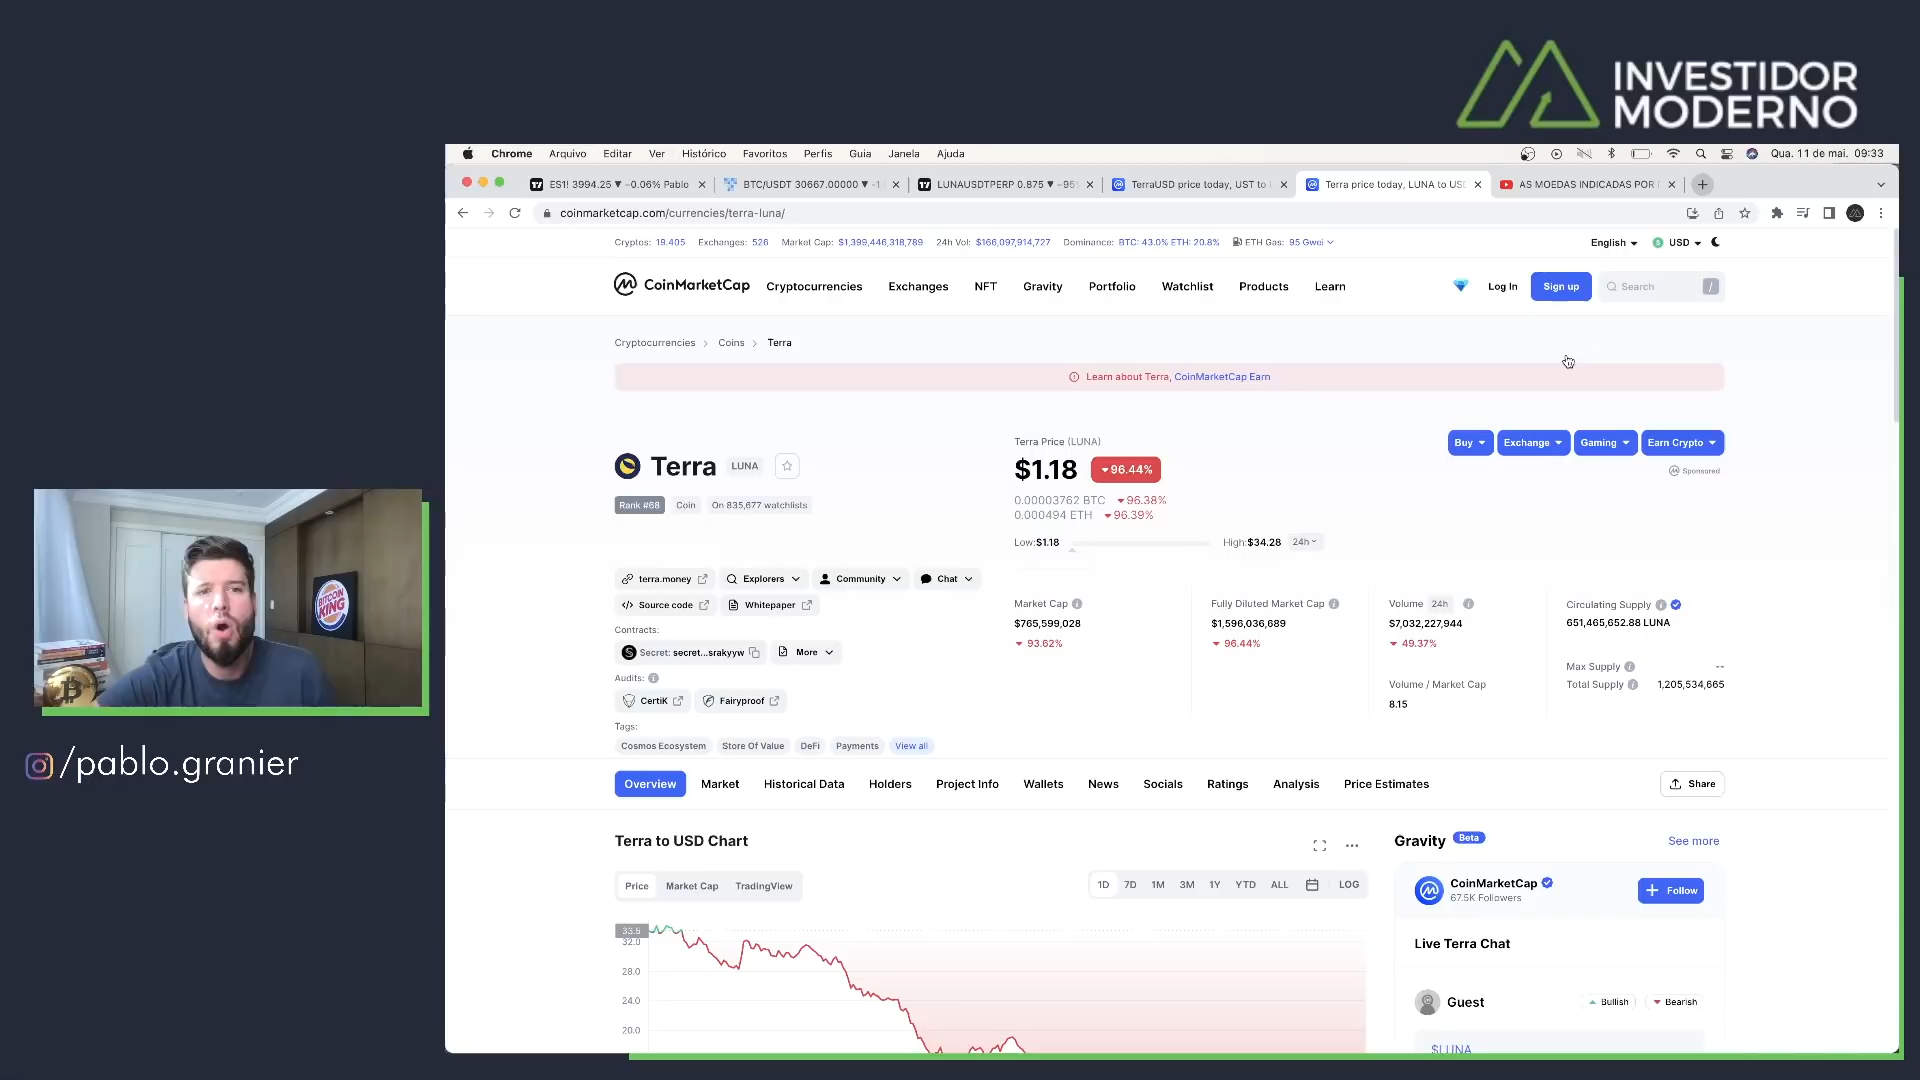 INVESTIDOR
MODERNO
Chrome Arquivo Editar Ver Histórico Favoritos Perfis Guia Janela Ajuda Qua. 11 de mai. 09:33
ES1! 3994.25 ▼ −0.06% Pablo BTC/USDT 30667.00000 ▼ −1. LUNAUSDTPERP 0.875 ▼ −95 TerraUSD price today, UST to Terra price today, LUNA to USD AS MOEDAS INDICADAS POR
coinmarketcap.com/currencies/terra-luna/
Cryptos: 19.405 Exchanges: 526 Market Cap: $1,399,446,318,789 24h Vol: $166,097,914,727 Dominance: BTC: 43.0% ETH: 20.8% ETH Gas: 95 Gwei English USD
CoinMarketCap Cryptocurrencies Exchanges NFT Gravity Portfolio Watchlist Products Learn Log In Sign up Search /
Cryptocurrencies > Coins > Terra
Learn about Terra, CoinMarketCap Earn
Terra Price (LUNA)
Buy Exchange Gaming Earn Crypto
Terra LUNA
$1.18 ▾96.44%
Sponsored
Rank #68 Coin On 835,677 watchlists
0.00003762 BTC ▾96.38%
0.000494 ETH ▾96.39%
Low:$1.18 High:$34.28 24h
terra.money Explorers Community Chat
Source code Whitepaper
Contracts:
Secret: secret...srakyyw More
Audits:
CertiK Fairyproof
Tags:
Cosmos Ecosystem Store Of Value DeFi Payments View all
Market Cap
$765,599,028
▾ 93.62%
Fully Diluted Market Cap
$1,596,036,689
▾ 96.44%
Volume 24h
$7,032,227,944
▾ 49.37%
Volume / Market Cap
8.15
Circulating Supply
651,465,652.88 LUNA
Max Supply --
Total Supply 1,205,534,665
BITCOIN
KING
/pablo.granier
Overview Market Historical Data Holders Project Info Wallets News Socials Ratings Analysis Price Estimates Share
Terra to USD Chart
Price Market Cap TradingView
1D 7D 1M 3M 1Y YTD ALL LOG
33.5
32.0
28.0
24.0
20.0
Gravity Beta See more
CoinMarketCap
67.5K Followers
Follow
Live Terra Chat
Guest Bullish Bearish
$LUNA